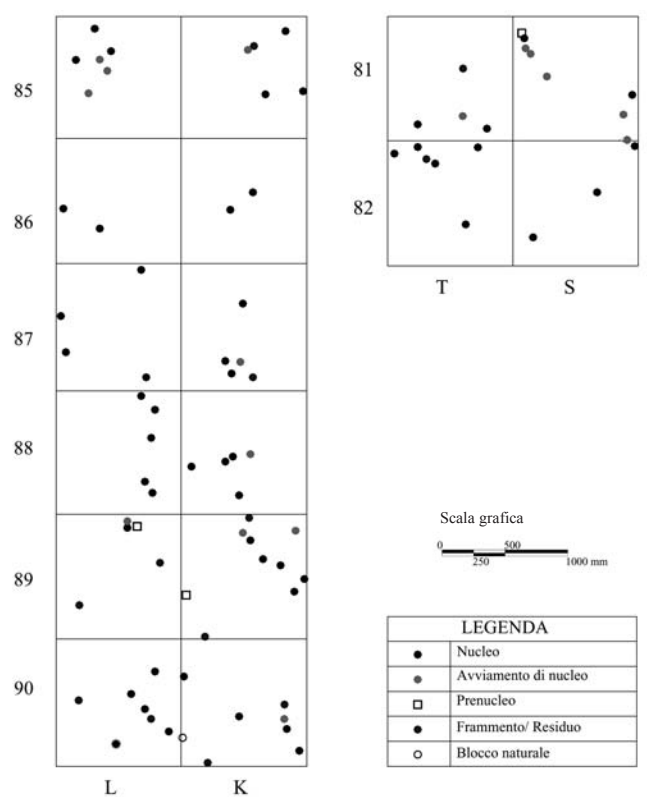 85
86
87
88
89
90
L K
81
82
T S
Scala grafica
0 500
250 1000 mm
LEGENDA
Nucleo
Avviamento di nucleo
Prenucleo
Frammento/ Residuo
Blocco naturale